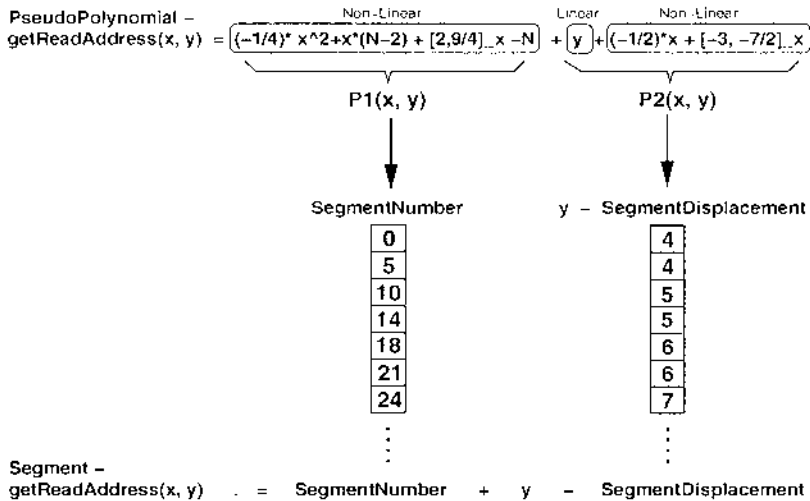 Non-Linear Linear Non-Linear
PseudoPolynomial –
getReadAddress(x, y) = (-1/4)* x^2+x*(N-2) + [2,9/4]_x -N + y + (-1/2)*x + [-3, -7/2]_x
P1(x, y) P2(x, y)
SegmentNumber y – SegmentDisplacement
0 4
5 4
10 5
14 5
18 6
21 6
24 7
Segment –
getReadAddress(x, y) . = SegmentNumber + y – SegmentDisplacement